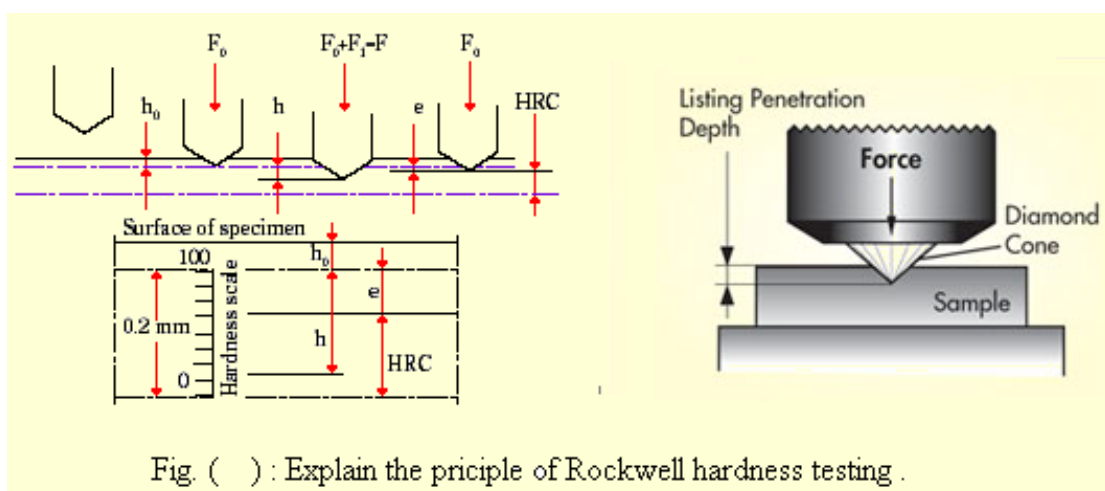 F₀ F₀+F₁=F F₀
h₀ h e HRC
Surface of specimen
100 h₀
e
0.2 mm Hardness scale
h
HRC
0
Listing Penetration
Depth
Force
Diamond
Cone
Sample
Fig. ( ) : Explain the priciple of Rockwell hardness testing .